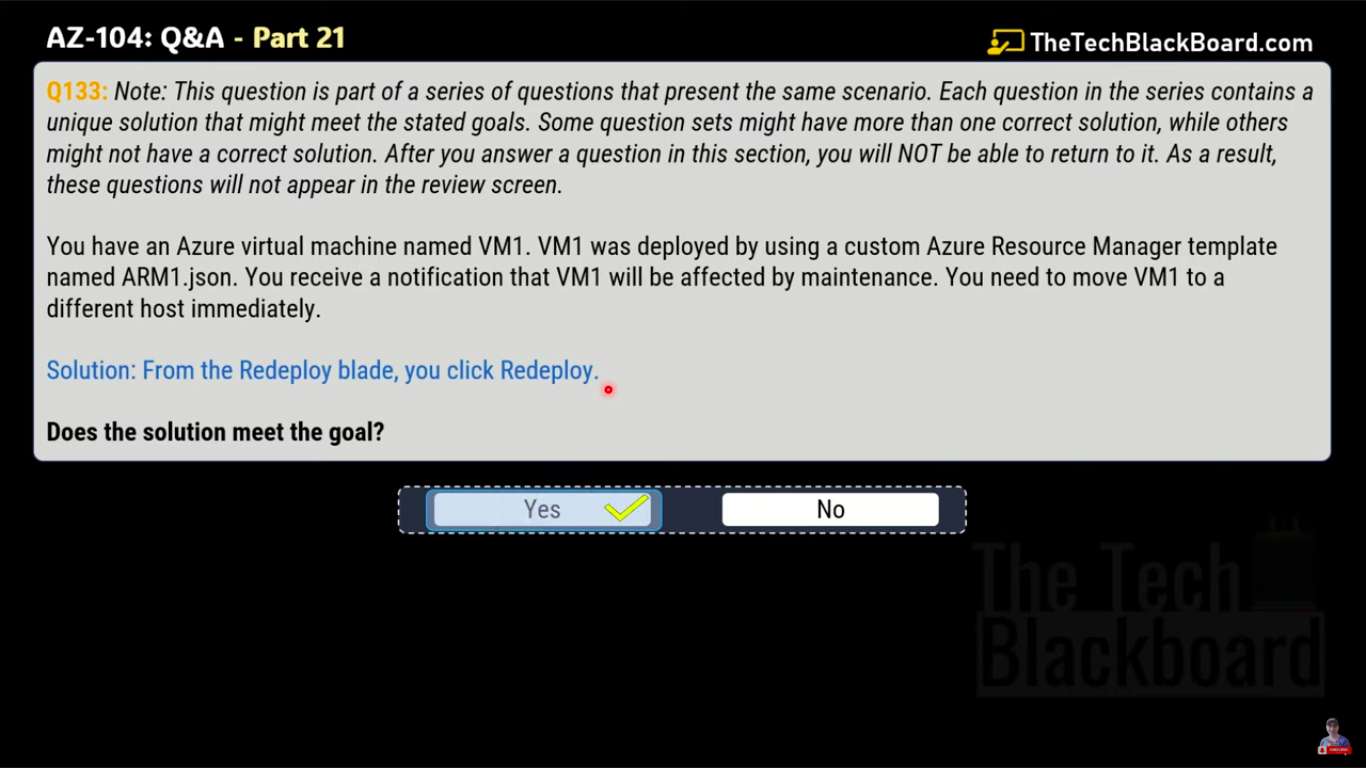 AZ-104: Q&A - Part 21
TheTechBlackBoard.com
Q133: Note: This question is part of a series of questions that present the same scenario. Each question in the series contains a
unique solution that might meet the stated goals. Some question sets might have more than one correct solution, while others
might not have a correct solution. After you answer a question in this section, you will NOT be able to return to it. As a result,
these questions will not appear in the review screen.
You have an Azure virtual machine named VM1. VM1 was deployed by using a custom Azure Resource Manager template
named ARM1.json. You receive a notification that VM1 will be affected by maintenance. You need to move VM1 to a
different host immediately.
Solution: From the Redeploy blade, you click Redeploy.
Does the solution meet the goal?
Yes
No
The Tech
Blackboard